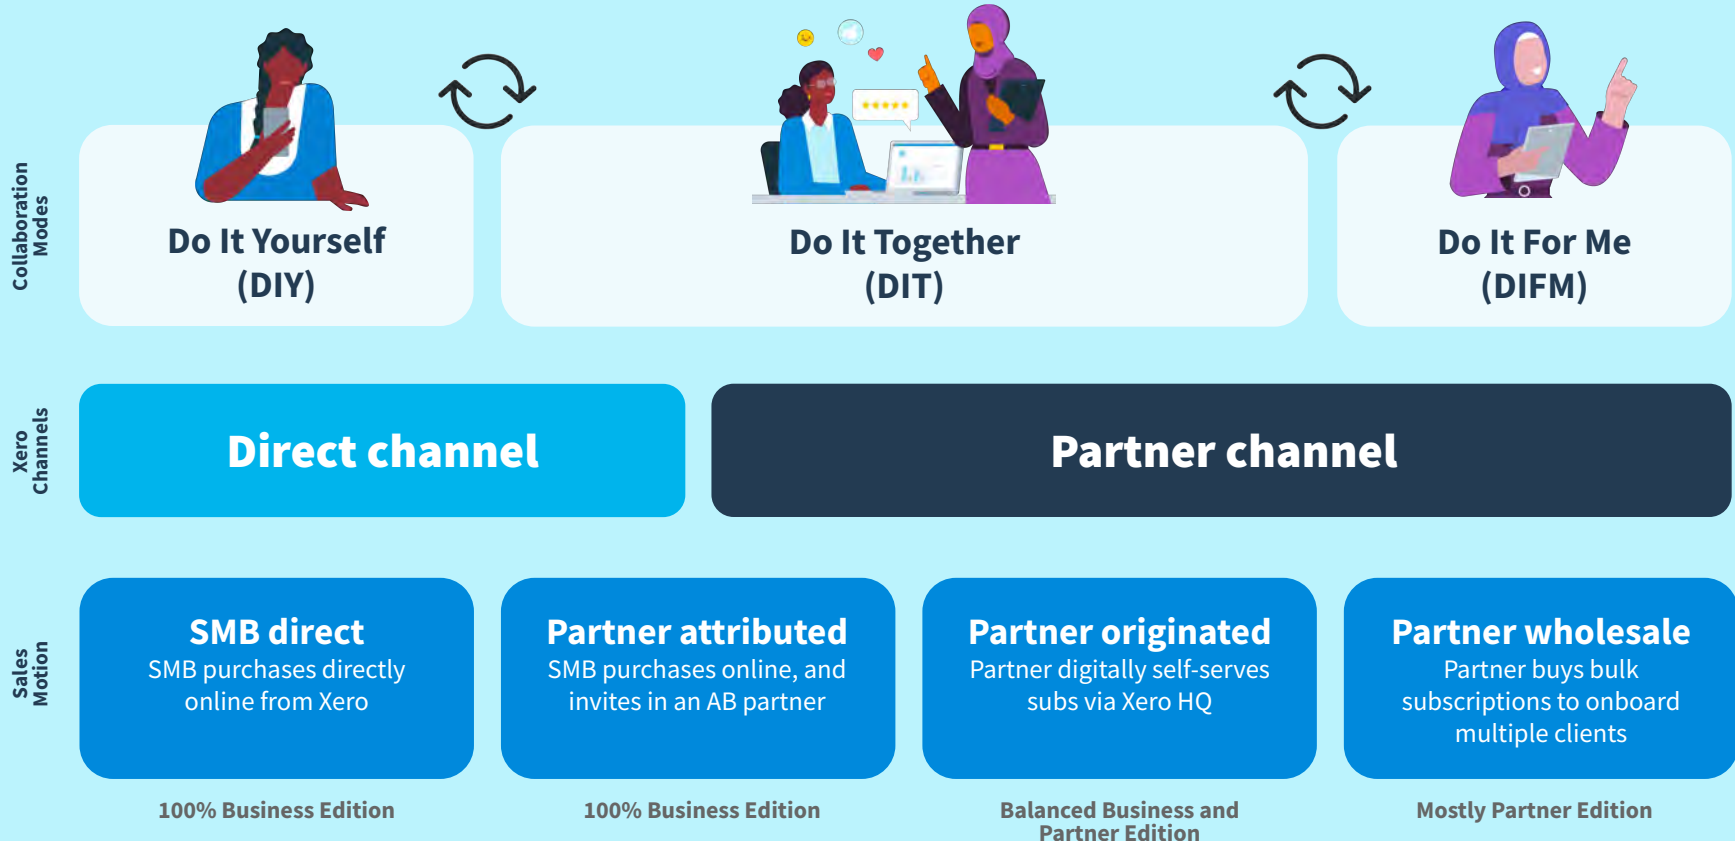 Collaboration
Modes
Do It Yourself
(DIY)
Do It Together
(DIT)
Do It For Me
(DIFM)
Xero
Channels
Direct channel
Partner channel
Sales
Motion
SMB direct
SMB purchases directly
online from Xero
Partner attributed
SMB purchases online, and
invites in an AB partner
Partner originated
Partner digitally self-serves
subs via Xero HQ
Partner wholesale
Partner buys bulk
subscriptions to onboard
multiple clients
100% Business Edition
100% Business Edition
Balanced Business and
Partner Edition
Mostly Partner Edition